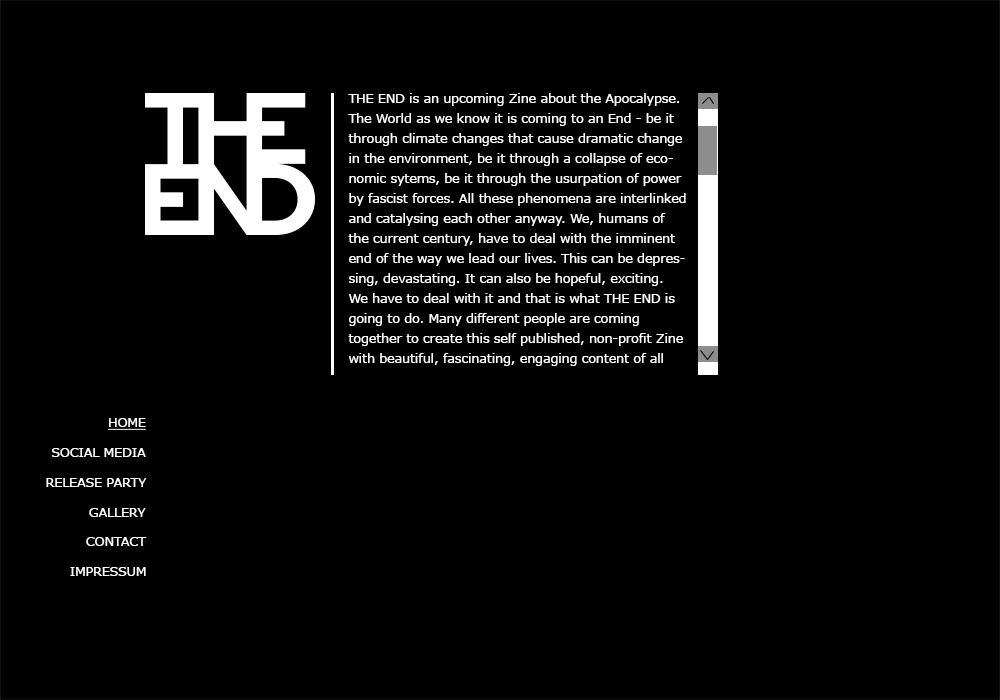 THE
END
THE END is an upcoming Zine about the Apocalypse.
The World as we know it is coming to an End - be it
through climate changes that cause dramatic change
in the environment, be it through a collapse of eco-
nomic sytems, be it through the usurpation of power
by fascist forces. All these phenomena are interlinked
and catalysing each other anyway. We, humans of
the current century, have to deal with the imminent
end of the way we lead our lives. This can be depres-
sing, devastating. It can also be hopeful, exciting.
We have to deal with it and that is what THE END is
going to do. Many different people are coming
together to create this self published, non-profit Zine
with beautiful, fascinating, engaging content of all
HOME
SOCIAL MEDIA
RELEASE PARTY
GALLERY
CONTACT
IMPRESSUM